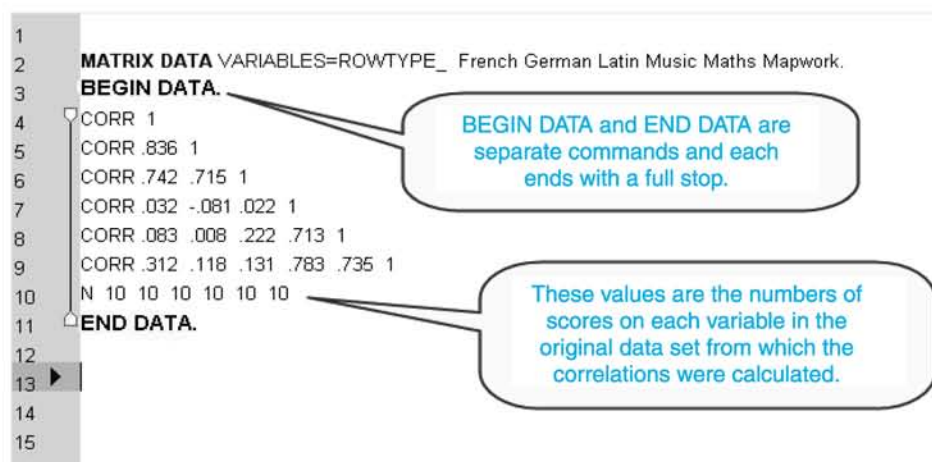 1
2 MATRIX DATA VARIABLES=ROWTYPE_ French German Latin Music Maths Mapwork.
3 BEGIN DATA.
4 CORR 1
5 CORR .836 1
6 CORR .742 .715 1
7 CORR .032 -.081 .022 1
8 CORR .083 .008 .222 .713 1
9 CORR .312 .118 .131 .783 .735 1
10 N 10 10 10 10 10 10
11 END DATA.
12
13
14
15
BEGIN DATA and END DATA are
separate commands and each
ends with a full stop.
These values are the numbers of
scores on each variable in the
original data set from which the
correlations were calculated.